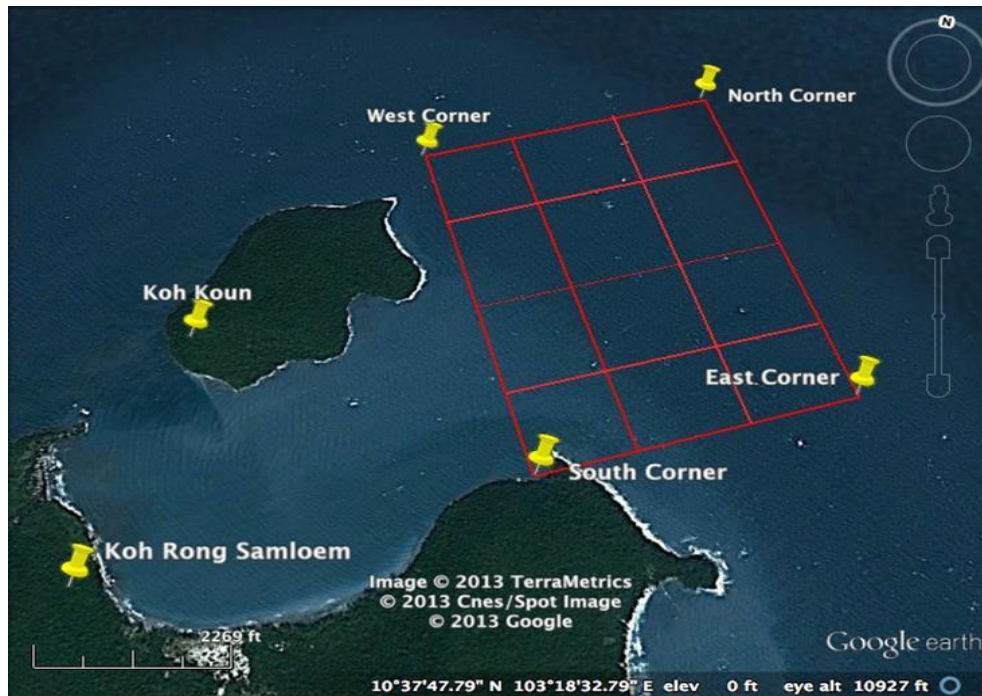 N
North Corner
West Corner
Koh Koun
East Corner
South Corner
Koh Rong Samloem
Image © 2013 TerraMetrics
© 2013 Cnes/Spot Image
© 2013 Google
2269 ft
Google earth
10°37'47.79" N 103°18'32.79" E elev 0 ft eye alt 10927 ft